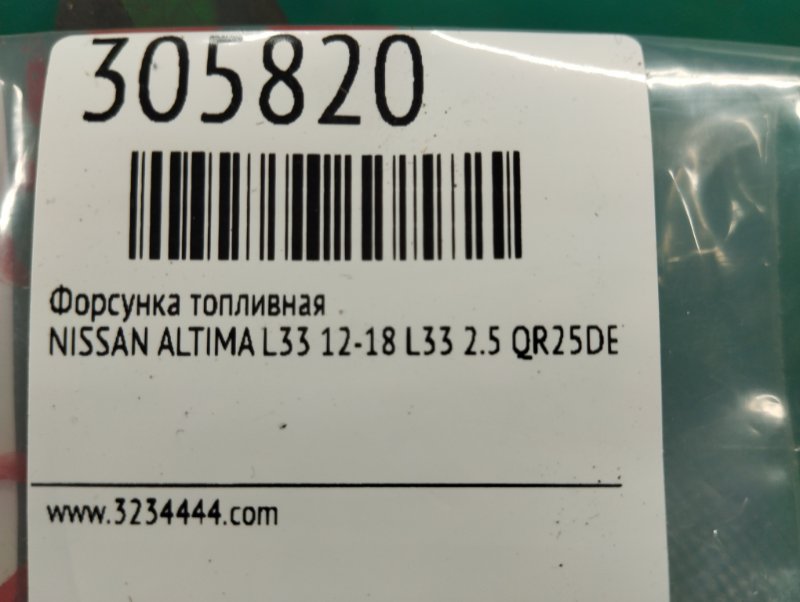 305820
Форсунка топливная
NISSAN ALTIMA L33 12-18 L33 2.5 QR25DE
www.3234444.com